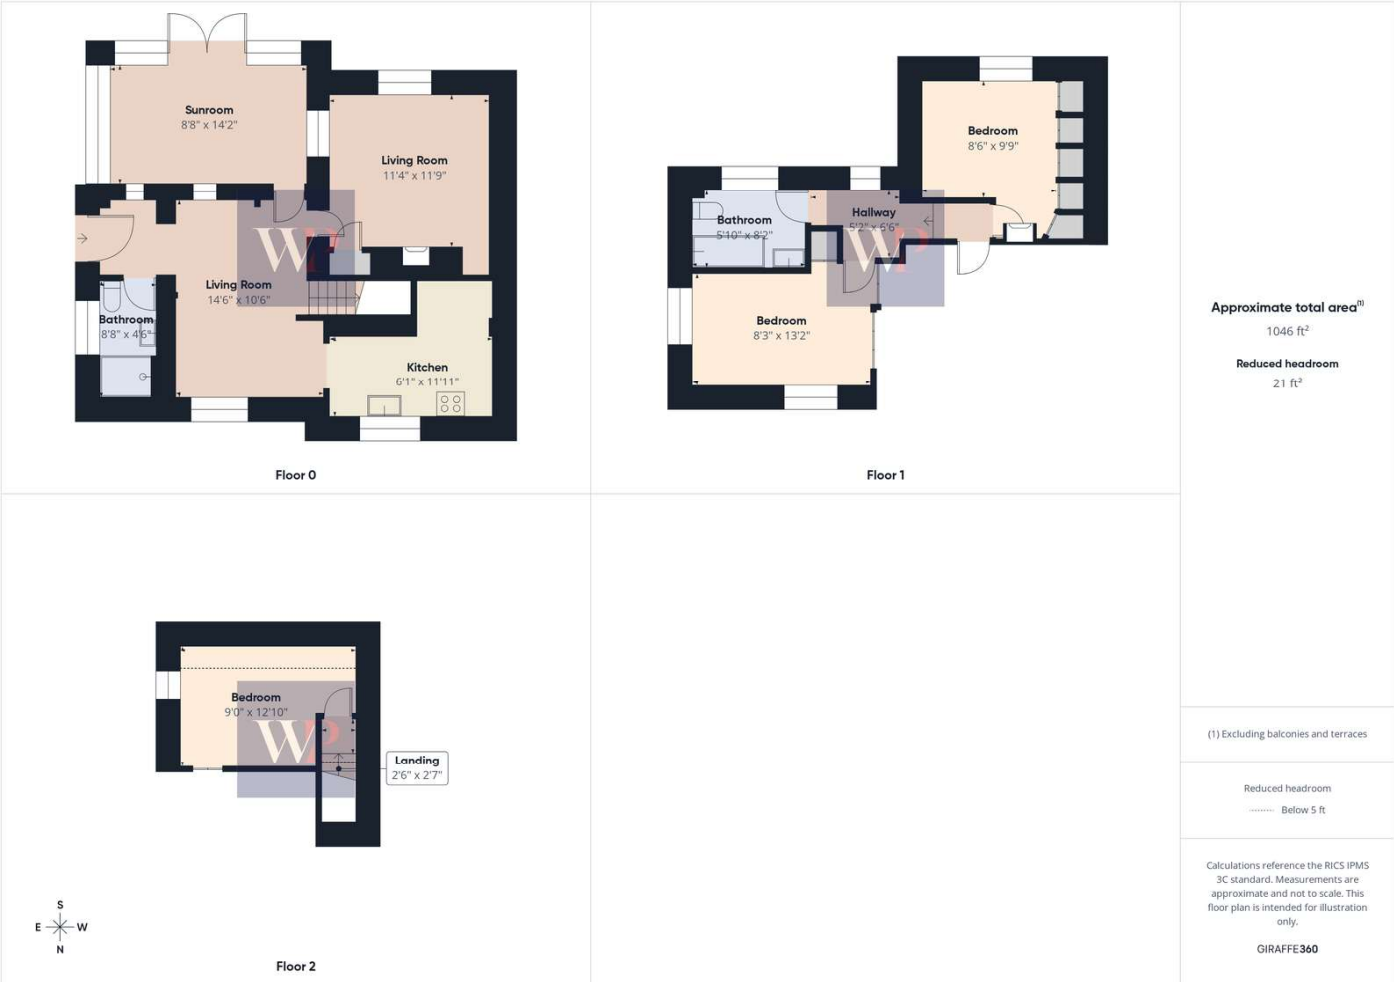 Sunroom
8'8" x 14'2"
Living Room
11'4" x 11'9"
Living Room
14'6" x 10'6"
Bathroom
8'8" x 4'6"
Kitchen
6'1" x 11'11"
WP
Floor 0
Bedroom
8'6" x 9'9"
Bathroom
5'10" x 8'2"
Hallway
5'2" x 6'6"
WP
Bedroom
8'3" x 13'2"
Floor 1
Bedroom
9'0" x 12'10"
WP
Landing
2'6" x 2'7"
S
E W
N
Floor 2
Approximate total area(1)
1046 ft²
Reduced headroom
21 ft²
(1) Excluding balconies and terraces
Reduced headroom
Below 5 ft
Calculations reference the RICS IPMS
3C standard. Measurements are
approximate and not to scale. This
floor plan is intended for illustration
only.
GIRAFFE360